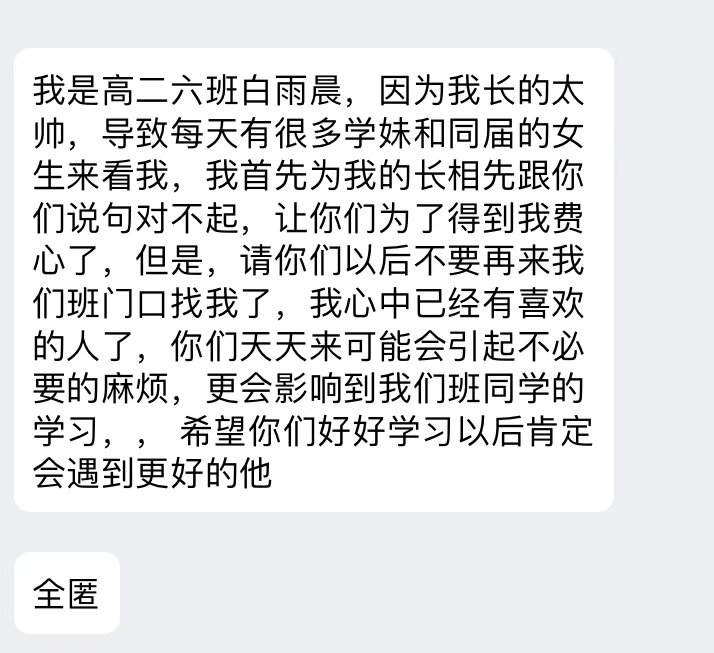 我是高二六班白雨晨，因为我长的太
帅，导致每天有很多学妹和同届的女
生来看我，我首先为我的长相先跟你
们说句对不起，让你们为了得到我费
心了，但是，请你们以后不要再来我
们班门口找我了，我心中已经有喜欢
的人了，你们天天来可能会引起不必
要的麻烦，更会影响到我们班同学的
学习，， 希望你们好好学习以后肯定
会遇到更好的他
全匿